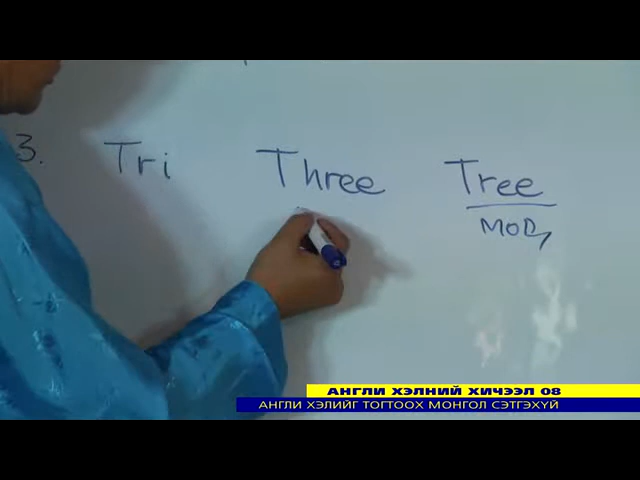 3. Tri Three Tree
мод
АНГЛИ ХЭЛНИЙ ХИЧЭЭЛ 08
АНГЛИ ХЭЛИЙГ ТОГТООХ МОНГОЛ СЭТГЭХҮЙ